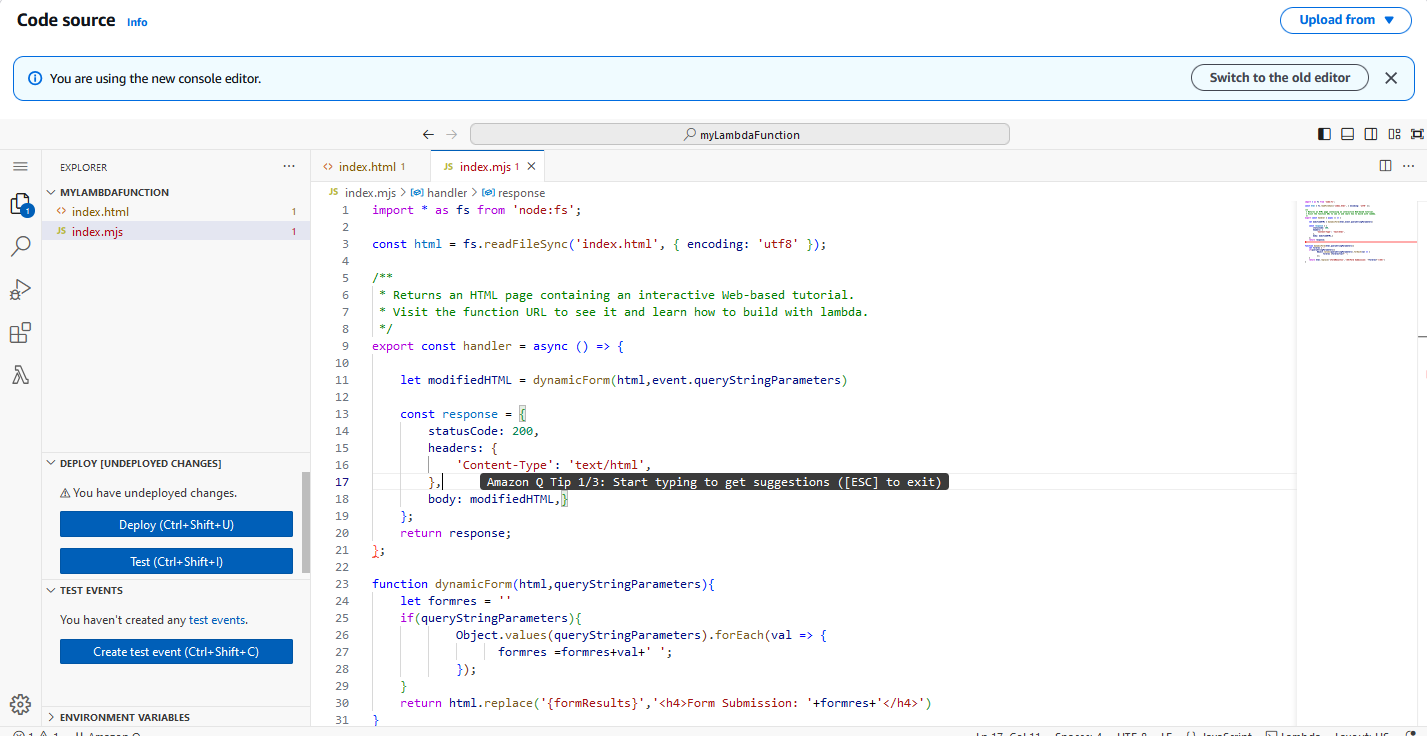 Code source Info
Upload from
You are using the new console editor.
Switch to the old editor
myLambdaFunction
EXPLORER
MYLAMBDAFUNCTION
index.html 1
JS index.mjs 1
DEPLOY [UNDEPLOYED CHANGES]
You have undeployed changes.
Deploy (Ctrl+Shift+U)
Test (Ctrl+Shift+I)
TEST EVENTS
You haven't created any test events.
Create test event (Ctrl+Shift+C)
ENVIRONMENT VARIABLES
index.html 1
JS index.mjs 1
JS index.mjs > handler > response
1 import * as fs from 'node:fs';
2
3 const html = fs.readFileSync('index.html', { encoding: 'utf8' });
4
5 /**
6 * Returns an HTML page containing an interactive Web-based tutorial.
7 * Visit the function URL to see it and learn how to build with lambda.
8 */
9 export const handler = async () => {
10
11 let modifiedHTML = dynamicForm(html,event.queryStringParameters)
12
13 const response = {
14 statusCode: 200,
15 headers: {
16 'Content-Type': 'text/html',
17 }, Amazon Q Tip 1/3: Start typing to get suggestions ([ESC] to exit)
18 body: modifiedHTML,}
19 };
20 return response;
21 };
22
23 function dynamicForm(html,queryStringParameters){
24 let formres = ''
25 if(queryStringParameters){
26 Object.values(queryStringParameters).forEach(val => {
27 formres =formres+val+' ';
28 });
29 }
30 return html.replace('{formResults}','<h4>Form Submission: '+formres+'</h4>')
31 }